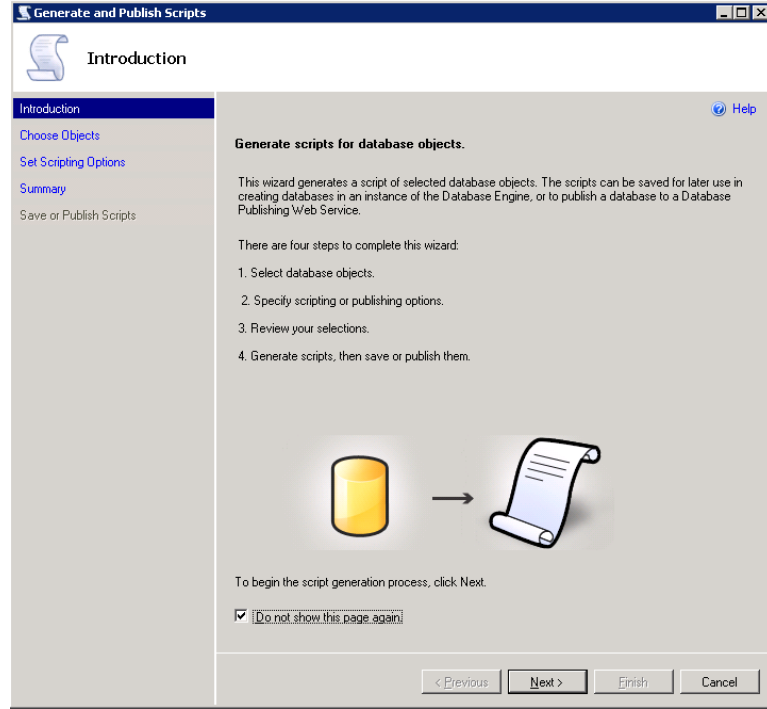 Generate and Publish Scripts
Introduction
Introduction
Choose Objects
Set Scripting Options
Summary
Save or Publish Scripts
Help
Generate scripts for database objects.
This wizard generates a script of selected database objects. The scripts can be saved for later use in
creating databases in an instance of the Database Engine, or to publish a database to a Database
Publishing Web Service.
There are four steps to complete this wizard:
1. Select database objects.
2. Specify scripting or publishing options.
3. Review your selections.
4. Generate scripts, then save or publish them.
To begin the script generation process, click Next.
Do not show this page again.
< Previous Next > Finish Cancel